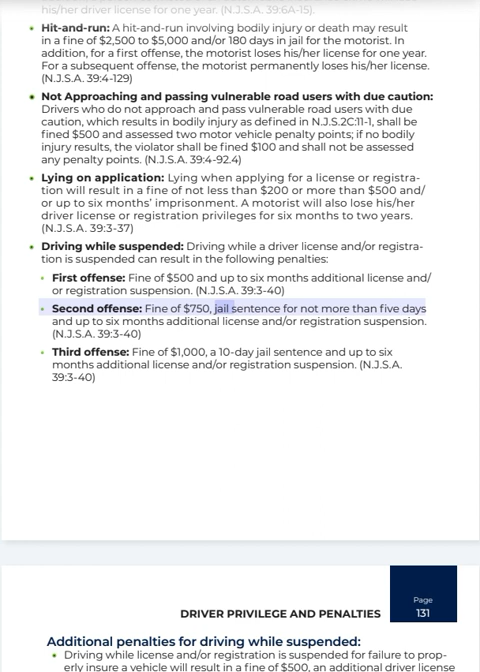 his/her driver license for one year. (N.J.S.A. 39:6A-15).
• Hit-and-run: A hit-and-run involving bodily injury or death may result
in a fine of $2,500 to $5,000 and/or 180 days in jail for the motorist. In
addition, for a first offense, the motorist loses his/her license for one year.
For a subsequent offense, the motorist permanently loses his/her license.
(N.J.S.A. 39:4-129)
• Not Approaching and passing vulnerable road users with due caution:
Drivers who do not approach and pass vulnerable road users with due
caution, which results in bodily injury as defined in N.J.S.2C:11-1, shall be
fined $500 and assessed two motor vehicle penalty points; if no bodily
injury results, the violator shall be fined $100 and shall not be assessed
any penalty points. (N.J.S.A. 39:4-92.4)
• Lying on application: Lying when applying for a license or registra-
tion will result in a fine of not less than $200 or more than $500 and/
or up to six months' imprisonment. A motorist will also lose his/her
driver license or registration privileges for six months to two years.
(N.J.S.A. 39:3-37)
• Driving while suspended: Driving while a driver license and/or registra-
tion is suspended can result in the following penalties:
• First offense: Fine of $500 and up to six months additional license and/
or registration suspension. (N.J.S.A. 39:3-40)
• Second offense: Fine of $750, jail sentence for not more than five days
and up to six months additional license and/or registration suspension.
(N.J.S.A. 39:3-40)
• Third offense: Fine of $1,000, a 10-day jail sentence and up to six
months additional license and/or registration suspension. (N.J.S.A.
39:3-40)
Page
DRIVER PRIVILEGE AND PENALTIES 131
Additional penalties for driving while suspended:
• Driving while license and/or registration is suspended for failure to prop-
erly insure a vehicle will result in a fine of $500, an additional driver license